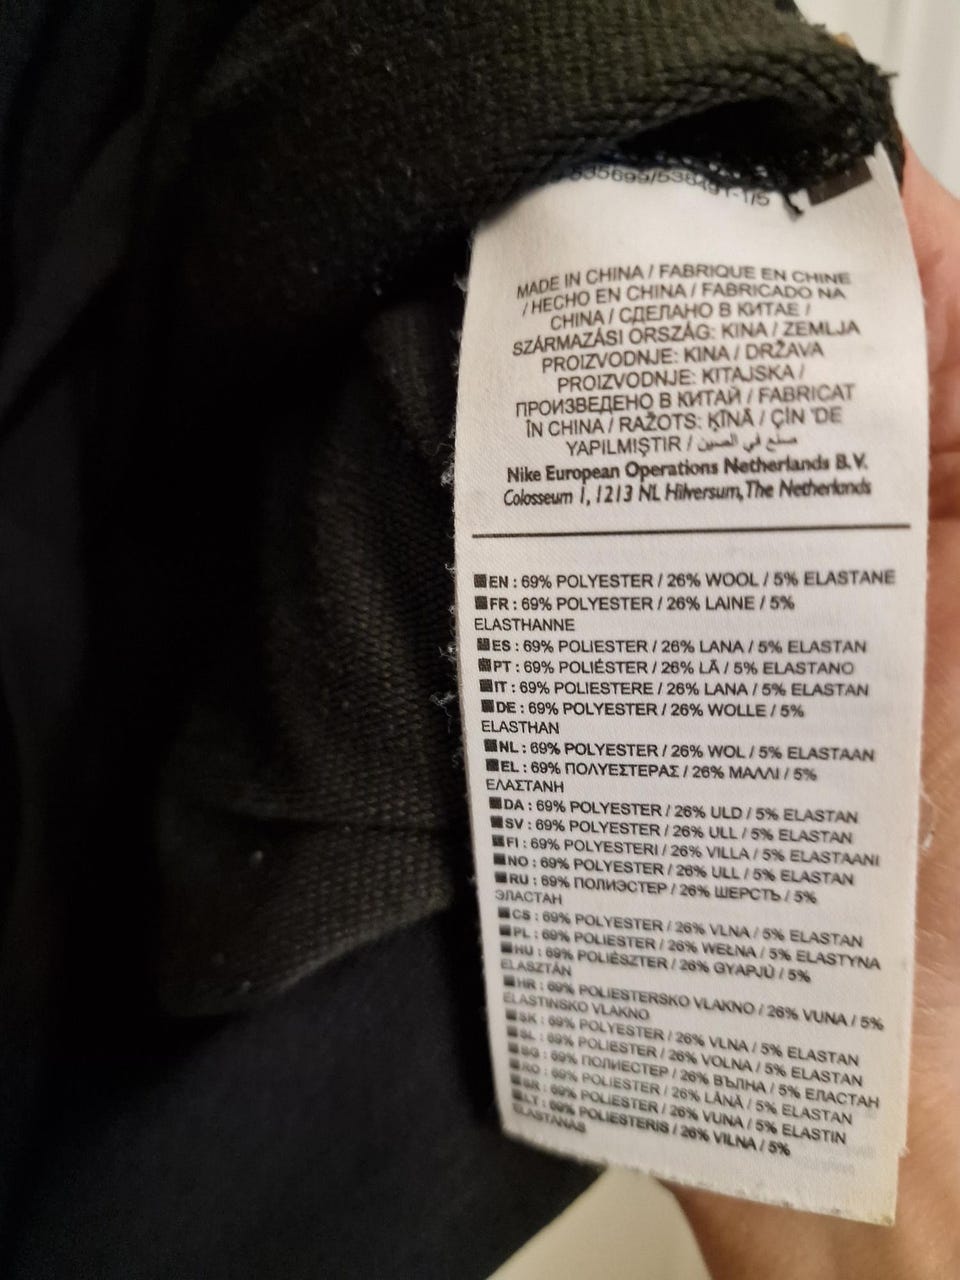 535695/536491-1/5
MADE IN CHINA / FABRIQUE EN CHINE
/ HECHO EN CHINA / FABRICADO NA
CHINA / СДЕЛАНО В КИТАЕ /
SZÁRMAZÁSI ORSZÁG: KINA / ZEMLJA
PROIZVODNJE: KINA / DRŽAVA
PROIZVODNJE: KITAJSKA /
ПРОИЗВЕДЕНО В КИТАЙ / FABRICAT
ÎN CHINA / RAŽOTS: ĶĪNĀ / ÇIN 'DE
YAPILMIŞTIR / صنع في الصين
Nike European Operations Netherlands B.V.
Colosseum 1, 1213 NL Hilversum, The Netherlands
EN : 69% POLYESTER / 26% WOOL / 5% ELASTANE
FR : 69% POLYESTER / 26% LAINE / 5%
ELASTHANNE
ES : 69% POLIESTER / 26% LANA / 5% ELASTAN
PT : 69% POLIÉSTER / 26% LÃ / 5% ELASTANO
IT : 69% POLIESTERE / 26% LANA / 5% ELASTAN
DE : 69% POLYESTER / 26% WOLLE / 5%
ELASTHAN
NL : 69% POLYESTER / 26% WOL / 5% ELASTAAN
EL : 69% ΠΟΛΥΕΣΤΕΡΑΣ / 26% ΜΑΛΛΙ / 5%
ΕΛΑΣΤΑΝΗ
DA : 69% POLYESTER / 26% ULD / 5% ELASTAN
SV : 69% POLYESTER / 26% ULL / 5% ELASTAN
FI : 69% POLYESTERI / 26% VILLA / 5% ELASTAANI
NO : 69% POLYESTER / 26% ULL / 5% ELASTAN
RU : 69% ПОЛИЭСТЕР / 26% ШЕРСТЬ / 5%
ЭЛАСТАН
CS : 69% POLYESTER / 26% VLNA / 5% ELASTAN
PL : 69% POLIESTER / 26% WEŁNA / 5% ELASTYNA
HU : 69% POLIÉSZTER / 26% GYAPJÚ / 5%
ELASZTÁN
HR : 69% POLIESTERSKO VLAKNO / 26% VUNA / 5%
ELASTINSKO VLAKNO
SK : 69% POLYESTER / 26% VLNA / 5% ELASTAN
SL : 69% POLIESTER / 26% VOLNA / 5% ELASTAN
BG : 69% ПОЛИЕСТЕР / 26% ВЪЛНА / 5% ЕЛАСТАН
RO : 69% POLIESTER / 26% LÂNĂ / 5% ELASTAN
SR : 69% POLIESTER / 26% VUNA / 5% ELASTIN
LT : 69% POLIESTERIS / 26% VILNA / 5%
ELASTANAS